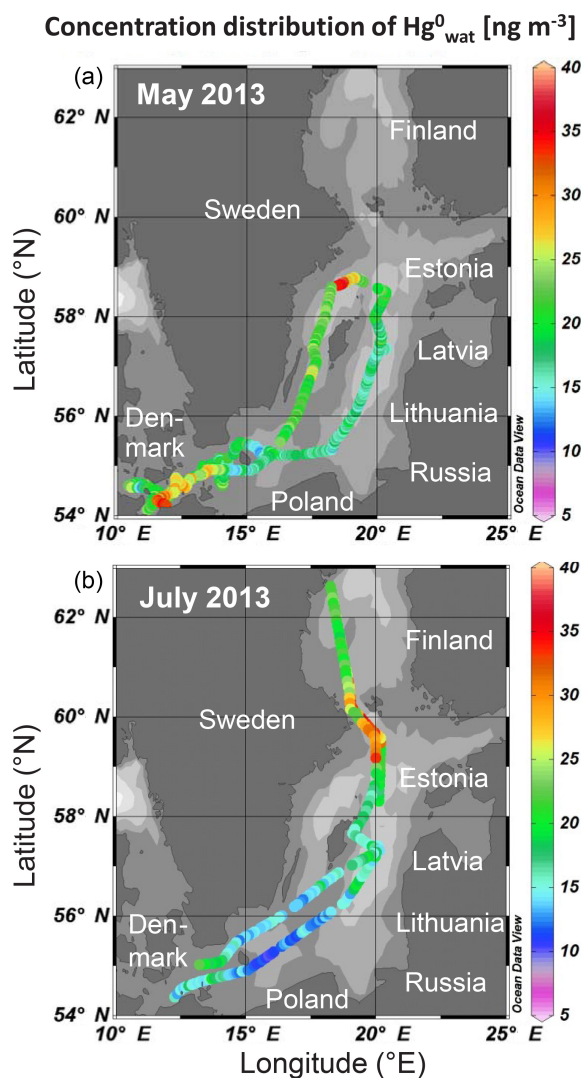 Concentration distribution of Hg⁰wat [ng m⁻³]
(a)
May 2013
62° N
60° N
58° N
56° N
54° N
Latitude (°N)
Finland
Sweden
Estonia
Latvia
Den-
mark
Lithuania
Russia
Poland
Ocean Data View
10° E
15° E
20° E
25° E
40
35
30
25
20
15
10
5
(b)
July 2013
62° N
60° N
58° N
56° N
54° N
Latitude (°N)
Finland
Sweden
Estonia
Latvia
Den-
mark
Lithuania
Russia
Poland
Ocean Data View
10° E
15° E
20° E
25° E
Longitude (°E)
40
35
30
25
20
15
10
5